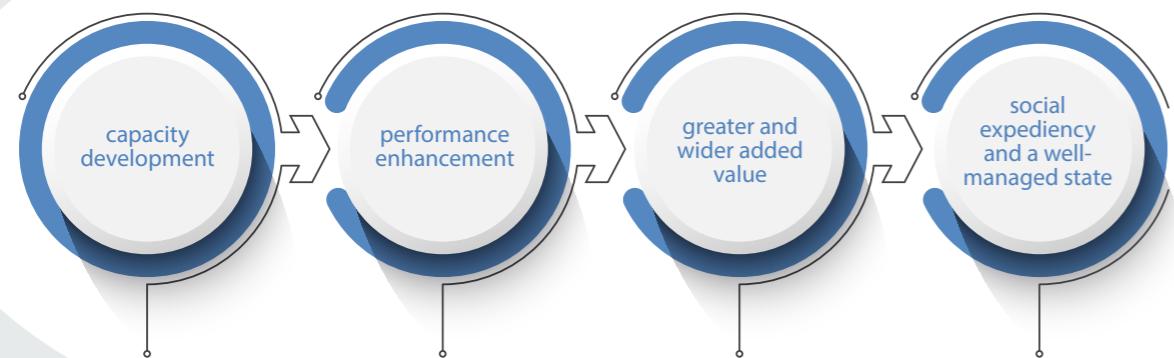 capacity
development
performance
enhancement
greater and
wider added
value
social
expediency
and a well-
managed state